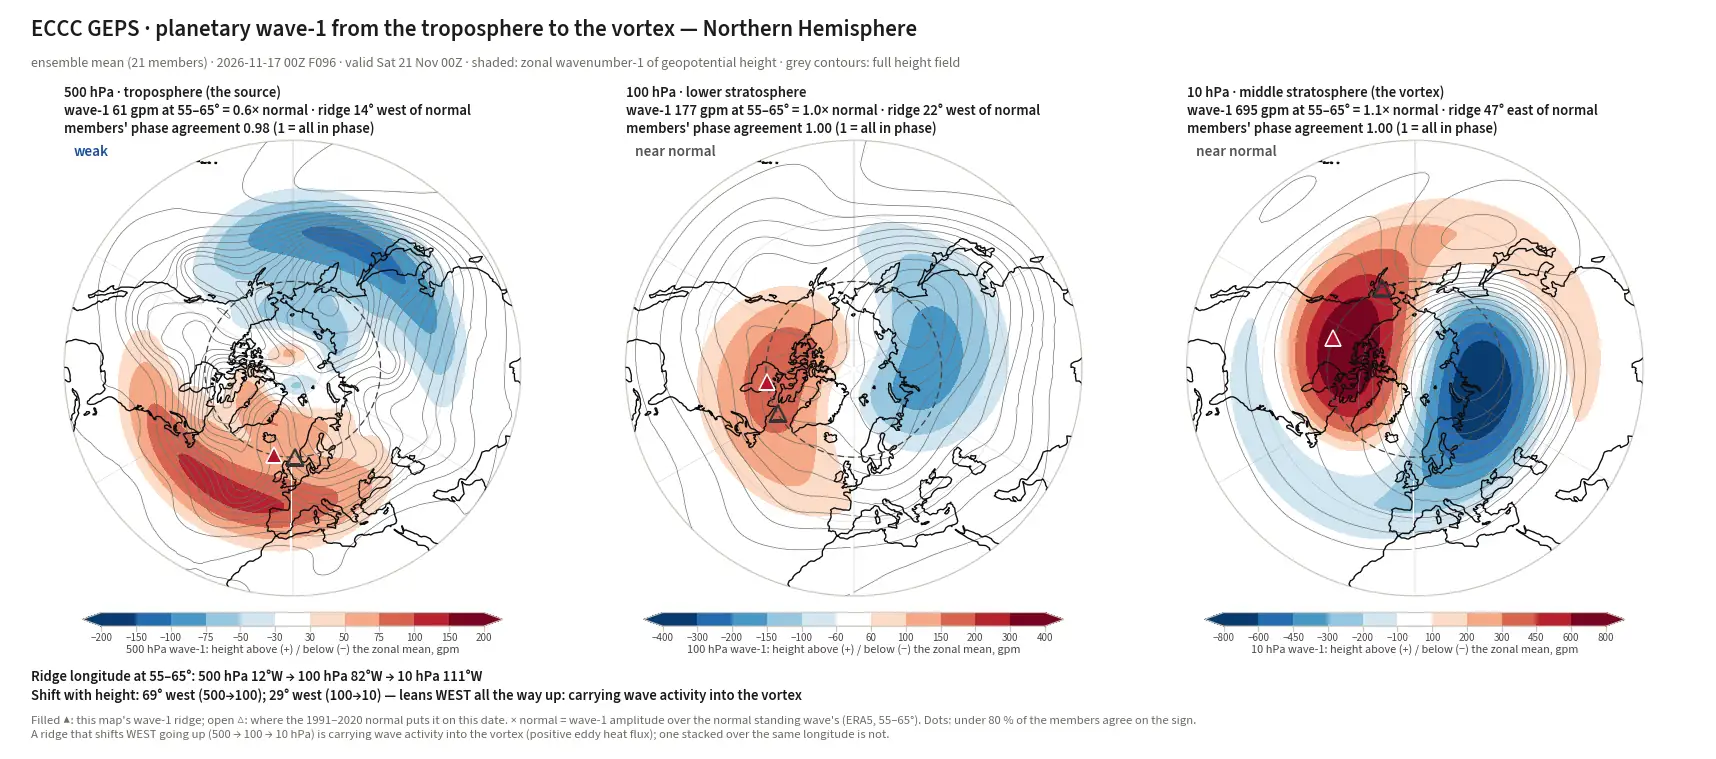 ECCC GEPS · planetary wave-1 from the troposphere to the vortex — Northern Hemisphere
ensemble mean (21 members) · 2026-11-17 00Z F096 · valid Sat 21 Nov 00Z · shaded: zonal wavenumber-1 of geopotential height · grey contours: full height field
500 hPa · troposphere (the source)
wave-1 61 gpm at 55–65° = 0.6× normal · ridge 14° west of normal
members' phase agreement 0.98 (1 = all in phase)
weak
100 hPa · lower stratosphere
wave-1 177 gpm at 55–65° = 1.0× normal · ridge 22° west of normal
members' phase agreement 1.00 (1 = all in phase)
near normal
10 hPa · middle stratosphere (the vortex)
wave-1 695 gpm at 55–65° = 1.1× normal · ridge 47° east of normal
members' phase agreement 1.00 (1 = all in phase)
near normal
−200 −150 −100 −75 −50 −30 30 50 75 100 150 200
500 hPa wave-1: height above (+) / below (−) the zonal mean, gpm
−400 −300 −200 −150 −100 −60 60 100 150 200 300 400
100 hPa wave-1: height above (+) / below (−) the zonal mean, gpm
−800 −600 −450 −300 −200 −100 100 200 300 450 600 800
10 hPa wave-1: height above (+) / below (−) the zonal mean, gpm
Ridge longitude at 55–65°: 500 hPa 12°W → 100 hPa 82°W → 10 hPa 111°W
Shift with height: 69° west (500→100); 29° west (100→10) — leans WEST all the way up: carrying wave activity into the vortex
Filled ▲: this map's wave-1 ridge; open △: where the 1991–2020 normal puts it on this date. × normal = wave-1 amplitude over the normal standing wave's (ERA5, 55–65°). Dots: under 80 % of the members agree on the sign.
A ridge that shifts WEST going up (500 → 100 → 10 hPa) is carrying wave activity into the vortex (positive eddy heat flux); one stacked over the same longitude is not.